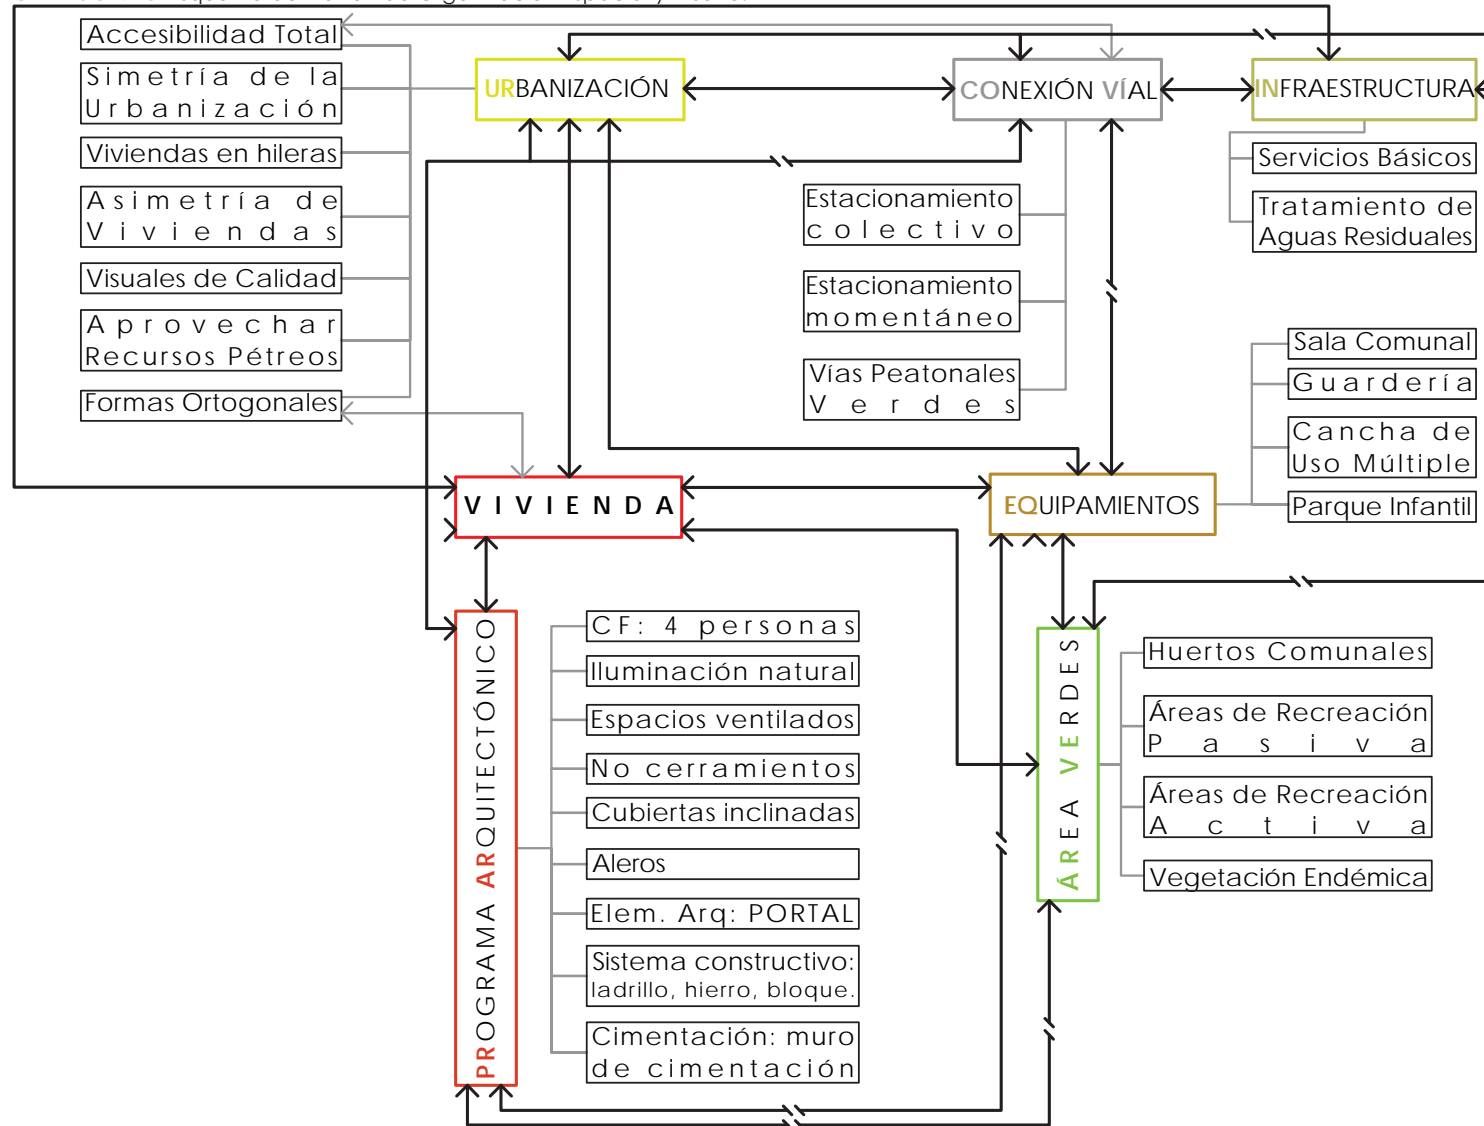 Accesibilidad Total
Simetría de la
Urbanización
Viviendas en hileras
Asimetría de
Viviendas
Visuales de Calidad
Aprovechar
Recursos Pétreos
Formas Ortogonales
URBANIZACIÓN
CONEXIÓN VÍAL
INFRAESTRUCTURA
Servicios Básicos
Tratamiento de
Aguas Residuales
Estacionamiento
colectivo
Estacionamiento
momentáneo
Vías Peatonales
Verdes
Sala Comunal
Guardería
Cancha de
Uso Múltiple
Parque Infantil
VIVIENDA
EQUIPAMIENTOS
PROGRAMA ARQUITECTÓNICO
CF: 4 personas
Iluminación natural
Espacios ventilados
No cerramientos
Cubiertas inclinadas
Aleros
Elem. Arq: PORTAL
Sistema constructivo:
ladrillo, hierro, bloque.
Cimentación: muro
de cimentación
ÁREA VERDES
Huertos Comunales
Áreas de Recreación
Pasiva
Áreas de Recreación
Activa
Vegetación Endémica